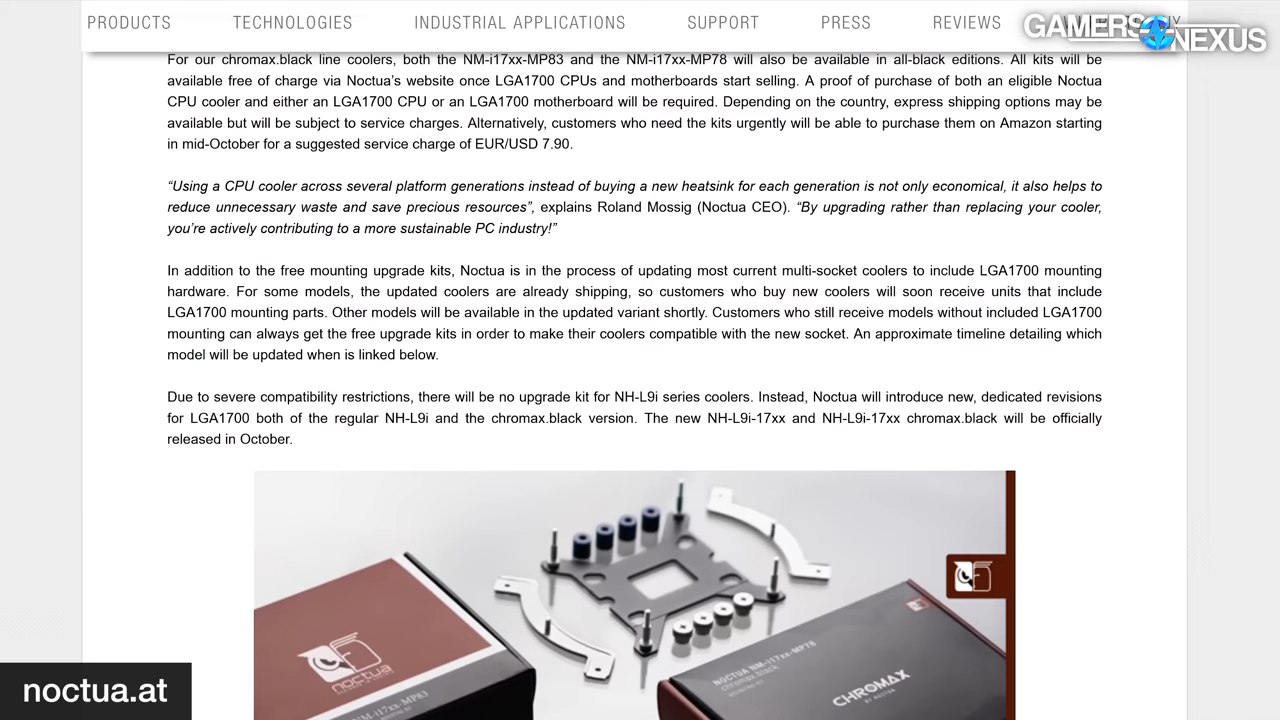 PRODUCTS TECHNOLOGIES INDUSTRIAL APPLICATIONS SUPPORT PRESS REVIEWS
GAMERS NEXUS
For our chromax.black line coolers, both the NM-i17xx-MP83 and the NM-i17xx-MP78 will also be available in all-black editions. All kits will be
available free of charge via Noctua’s website once LGA1700 CPUs and motherboards start selling. A proof of purchase of both an eligible Noctua
CPU cooler and either an LGA1700 CPU or an LGA1700 motherboard will be required. Depending on the country, express shipping options may be
available but will be subject to service charges. Alternatively, customers who need the kits urgently will be able to purchase them on Amazon starting
in mid-October for a suggested service charge of EUR/USD 7.90.
“Using a CPU cooler across several platform generations instead of buying a new heatsink for each generation is not only economical, it also helps to
reduce unnecessary waste and save precious resources”, explains Roland Mossig (Noctua CEO). “By upgrading rather than replacing your cooler,
you’re actively contributing to a more sustainable PC industry!”
In addition to the free mounting upgrade kits, Noctua is in the process of updating most current multi-socket coolers to include LGA1700 mounting
hardware. For some models, the updated coolers are already shipping, so customers who buy new coolers will soon receive units that include
LGA1700 mounting parts. Other models will be available in the updated variant shortly. Customers who still receive models without included LGA1700
mounting can always get the free upgrade kits in order to make their coolers compatible with the new socket. An approximate timeline detailing which
model will be updated when is linked below.
Due to severe compatibility restrictions, there will be no upgrade kit for NH-L9i series coolers. Instead, Noctua will introduce new, dedicated revisions
for LGA1700 both of the regular NH-L9i and the chromax.black version. The new NH-L9i-17xx and NH-L9i-17xx chromax.black will be officially
released in October.
noctua
NM-i17xx-MP83
NOCTUA NM-i17xx-MP78
chromax.black
CHROMAX
BY NOCTUA
noctua.at